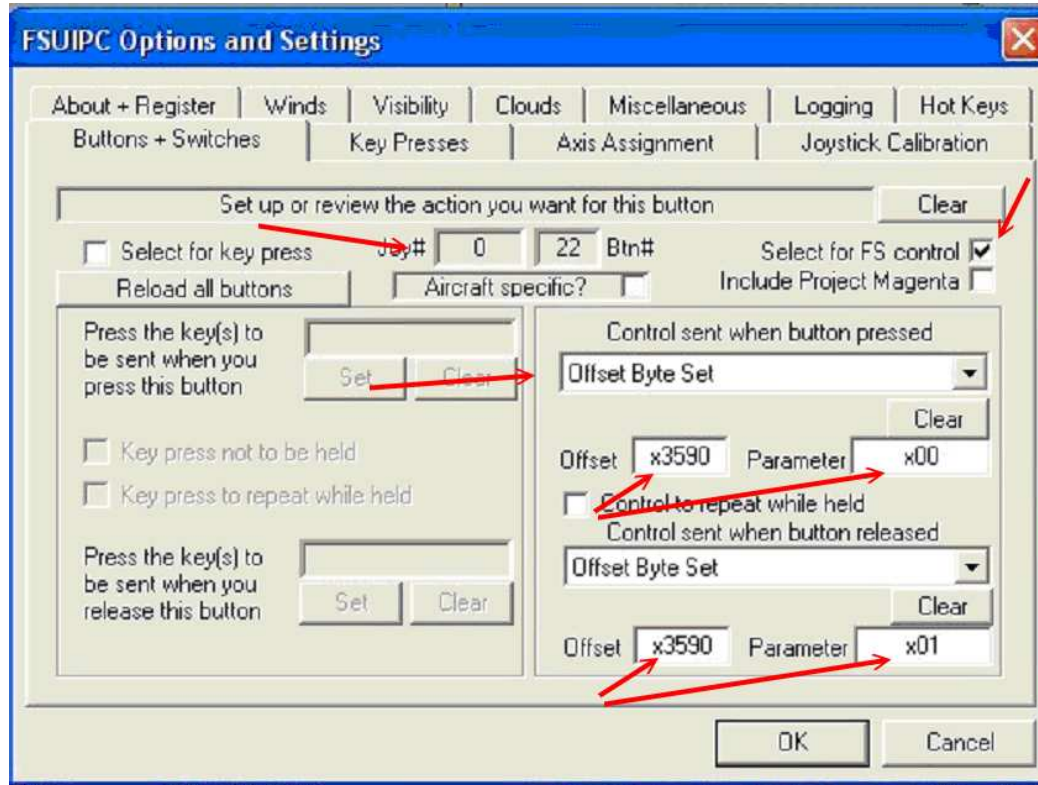 FSUIPC Options and Settings
About + Register Winds Visibility Clouds Miscellaneous Logging Hot Keys
Buttons + Switches Key Presses Axis Assignment Joystick Calibration
Set up or review the action you want for this button Clear
Select for key press Joy# 0 22 Btn# Select for FS control
Reload all buttons Aircraft specific? Include Project Magenta
Press the key(s) to
be sent when you
press this button
Set Clear
Key press not to be held
Key press to repeat while held
Press the key(s) to
be sent when you
release this button
Set Clear
Control sent when button pressed
Offset Byte Set
Clear
Offset x3590 Parameter x00
Control to repeat while held
Control sent when button released
Offset Byte Set
Clear
Offset x3590 Parameter x01
OK Cancel